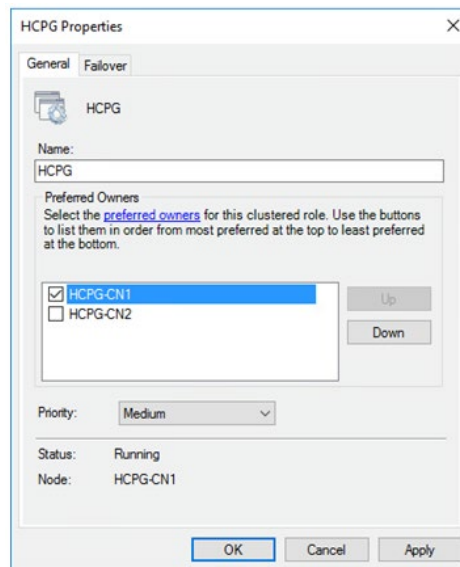 HCPG Properties
General
Failover
HCPG
Name:
HCPG
Preferred Owners
Select the preferred owners for this clustered role. Use the buttons
to list them in order from most preferred at the top to least preferred
at the bottom.
HCPG-CN1
HCPG-CN2
Up
Down
Priority:
Medium
Status:
Running
Node:
HCPG-CN1
OK
Cancel
Apply